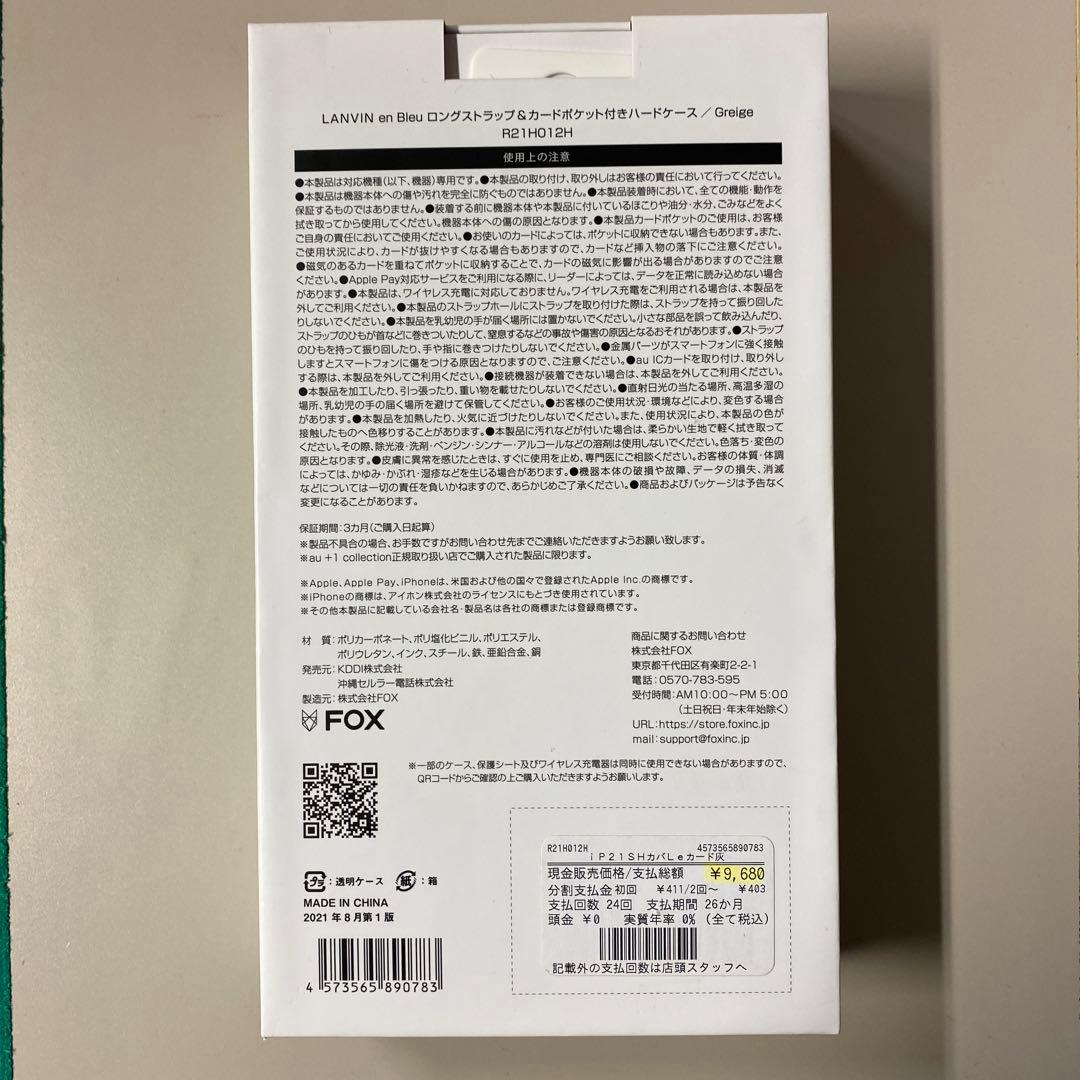 LANVIN en Bleu ロングストラップ＆カードポケット付きハードケース／Greige
R21H012H
使用上の注意
●本製品は対応機種(以下、機器)専用です。●本製品の取り付け、取り外しはお客様の責任において行ってください。
●本製品は機器本体への傷や汚れを完全に防ぐものではありません。●本製品装着時において、全ての機能・動作を
保証するものではありません。●装着する前に機器本体や本製品に付いているほこりや油分・水分、ごみなどをよく
拭き取ってから使用してください。機器本体への傷の原因となります。●本製品カードポケットのご使用は、お客様
ご自身の責任においてご使用ください。●お使いのカードによっては、ポケットに収納できない場合もあります。また、
ご使用状況により、カードが抜けやすくなる場合もありますので、カードなど挿入物の落下にご注意ください。
●磁気のあるカードを重ねてポケットに収納することで、カードの磁気に影響が出る場合がありますのでご注意
ください。●Apple Pay対応サービスをご利用になる際に、リーダーによっては、データを正常に読み込めない場合
があります。●本製品は、ワイヤレス充電に対応しておりません。ワイヤレス充電をご利用される場合は、本製品を
外してご利用ください。●本製品のストラップホールにストラップを取り付けた際は、ストラップを持って振り回した
りしないでください。●本製品を乳幼児の手が届く場所には置かないでください。小さな部品を誤って飲み込んだり、
ストラップのひもが首などに巻きついたりして、窒息するなどの事故や傷害の原因となるおそれがあります。●ストラップ
のひもを持って振り回したり、手や指に巻きつけたりしないでください。●金属パーツがスマートフォンに強く接触
しますとスマートフォンに傷をつける原因となりますので、ご注意ください。●au ICカードを取り付け、取り外し
する際は、本製品を外してご利用ください。●接続機器が装着できない場合は、本製品を外してご利用ください。
●本製品を加工したり、引っ張ったり、重い物を載せたりしないでください。●直射日光の当たる場所、高温多湿の
場所、乳幼児の手の届く場所を避けて保管してください。●お客様のご使用状況・環境などにより、変色する場合
があります。●本製品を加熱したり、火気に近づけたりしないでください。また、使用状況により、本製品の色が
接触したものへ色移りすることがあります。●本製品に汚れなどが付いた場合は、柔らかい生地で軽く拭き取って
ください。その際、除光液・洗剤・ベンジン・シンナー・アルコールなどの溶剤は使用しないでください。色落ち・変色の
原因となります。●皮膚に異常を感じたときは、すぐに使用を止め、専門医にご相談ください。お客様の体質・体調
によっては、かゆみ・かぶれ・湿疹などを生じる場合があります。●機器本体の破損や故障、データの損失、消滅
などについては一切の責任を負いかねますので、あらかじめご了承ください。●商品およびパッケージは予告なく
変更になることがあります。
保証期間：3カ月(ご購入日起算)
※製品不具合の場合、お手数ですがお問い合わせ先までご連絡いただきますようお願い致します。
※au +1 collection正規取り扱い店でご購入された製品に限ります。
※Apple、Apple Pay、iPhoneは、米国および他の国々で登録されたApple Inc.の商標です。
※iPhoneの商標は、アイホン株式会社のライセンスにもとづき使用されています。
※その他本製品に記載している会社名・製品名は各社の商標または登録商標です。
材 質：ポリカーボネート、ポリ塩化ビニル、ポリエステル、
ポリウレタン、インク、スチール、鉄、亜鉛合金、銅
発売元：KDDI株式会社
沖縄セルラー電話株式会社
製造元：株式会社FOX
FOX
商品に関するお問い合わせ
株式会社FOX
東京都千代田区有楽町2-2-1
電話：0570-783-595
受付時間：AM10:00～PM 5:00
(土日祝日・年末年始除く)
URL：https://store.foxinc.jp
mail：support@foxinc.jp
※一部のケース、保護シート及びワイヤレス充電器は同時に使用できない場合がありますので、
QRコードからご確認の上ご購入いただきますようお願いします。
プラ：透明ケース 紙：箱
MADE IN CHINA
2021年8月第1版
4 573565 890783
R21H012H 4573565890783
iP21SHカバLeカード灰
現金販売価格/支払総額 ￥9,680
分割支払金 初回 ￥411/2回～ ￥403
支払回数 24回 支払期間 26か月
頭金 ￥0 実質年率 0% (全て税込)
記載外の支払回数は店頭スタッフへ